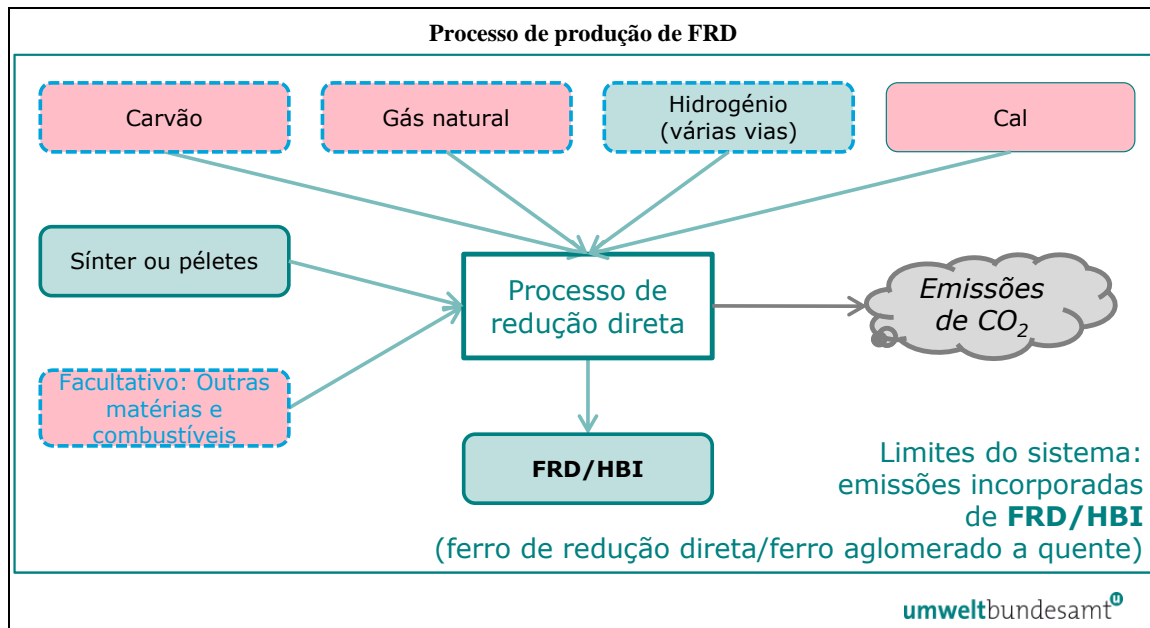 Processo de produção de FRD
Carvão
Gás natural
Hidrogénio
(várias vias)
Cal
Sínter ou péletes
Processo de
redução direta
Emissões
de CO2
Facultativo: Outras
matérias e
combustíveis
FRD/HBI
Limites do sistema:
emissões incorporadas
de FRD/HBI
(ferro de redução direta/ferro aglomerado a quente)
umweltbundesamt u